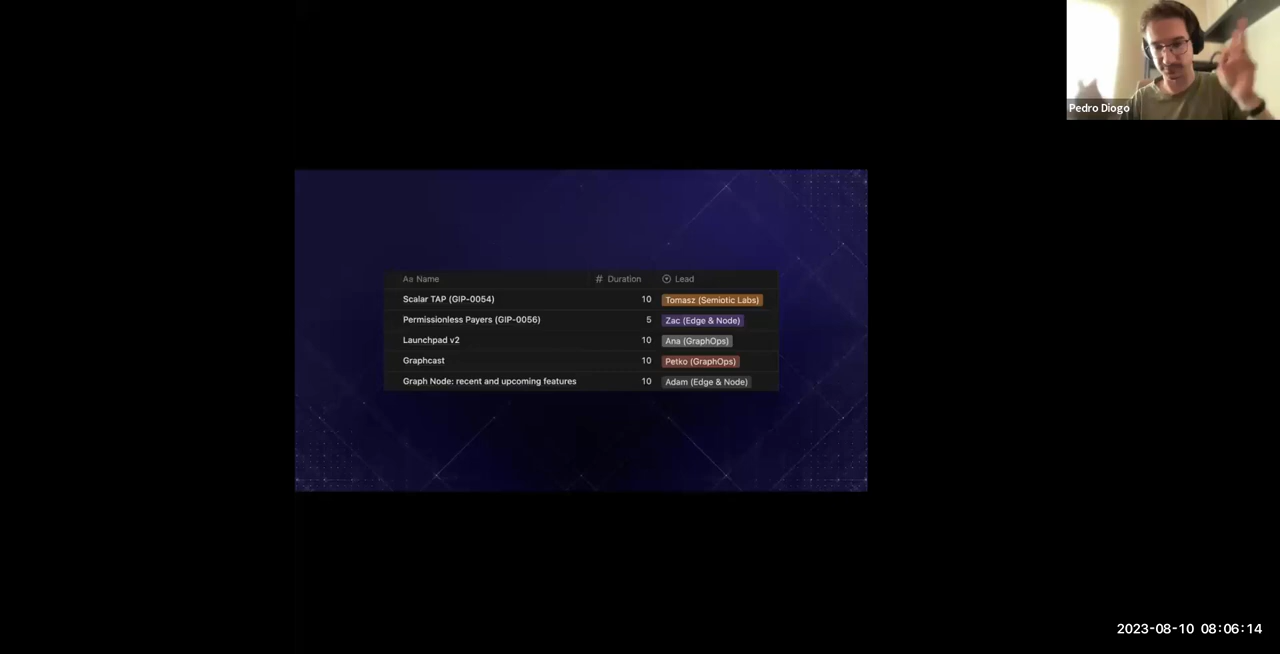 Pedro Diogo
Aa Name # Duration Lead
Scalar TAP (GIP-0054) 10 Tomasz (Semiotic Labs)
Permissionless Payers (GIP-0056) 5 Zac (Edge & Node)
Launchpad v2 10 Ana (GraphOps)
Graphcast 10 Petko (GraphOps)
Graph Node: recent and upcoming features 10 Adam (Edge & Node)
2023-08-10 08:06:14